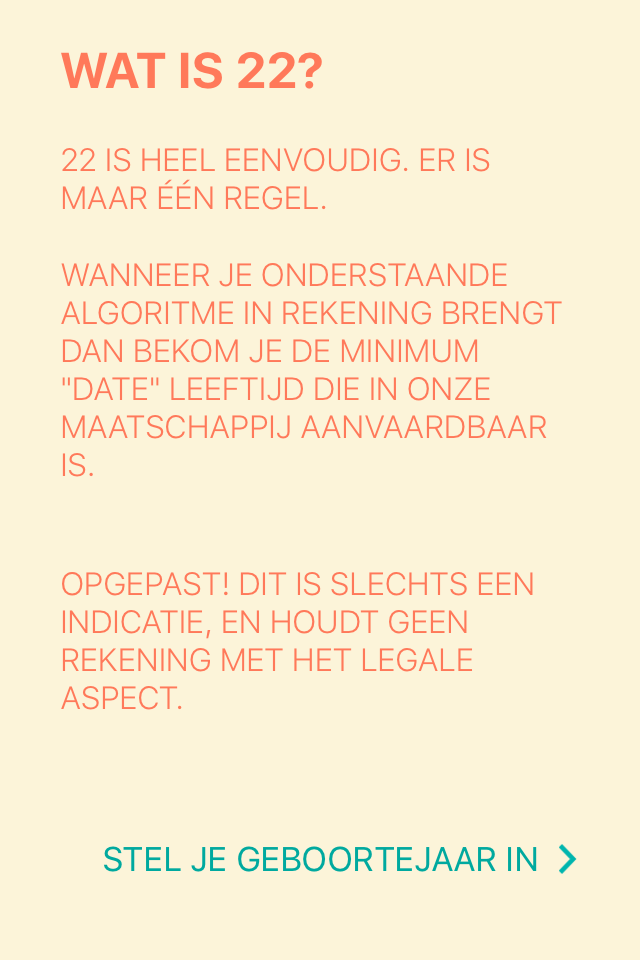 WAT IS 22?
22 IS HEEL EENVOUDIG. ER IS
MAAR ÉÉN REGEL.
WANNEER JE ONDERSTAANDE
ALGORITME IN REKENING BRENGT
DAN BEKOM JE DE MINIMUM
"DATE" LEEFTIJD DIE IN ONZE
MAATSCHAPPIJ AANVAARDBAAR
IS.
OPGEPAST! DIT IS SLECHTS EEN
INDICATIE, EN HOUDT GEEN
REKENING MET HET LEGALE
ASPECT.
STEL JE GEBOORTEJAAR IN